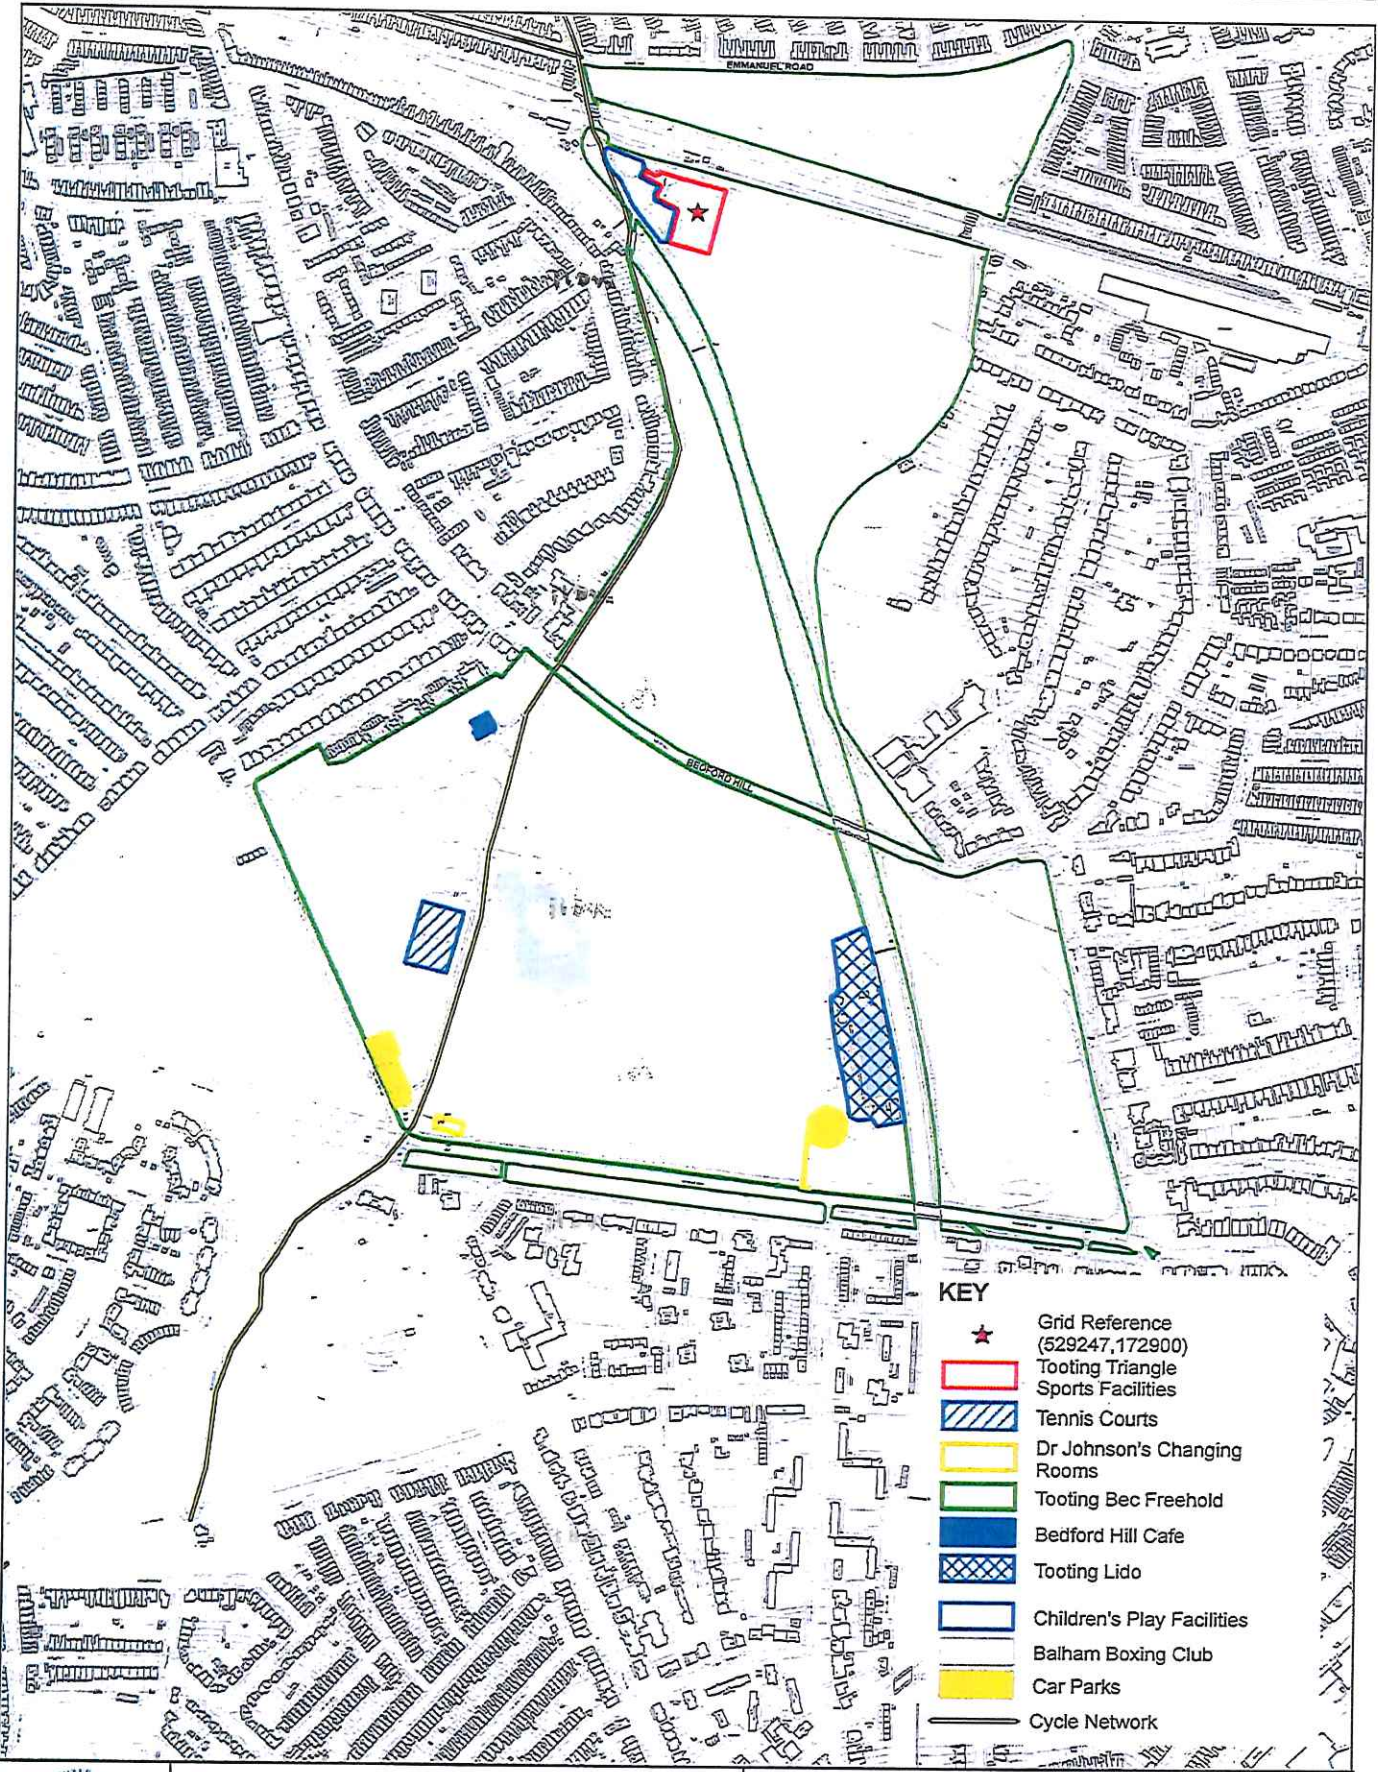 EMMANUEL ROAD
BEDFORD HILL
KEY
Grid Reference
(529247,172900)
Tooting Triangle
Sports Facilities
Tennis Courts
Dr Johnson's Changing
Rooms
Tooting Bec Freehold
Bedford Hill Cafe
Tooting Lido
Children's Play Facilities
Balham Boxing Club
Car Parks
Cycle Network